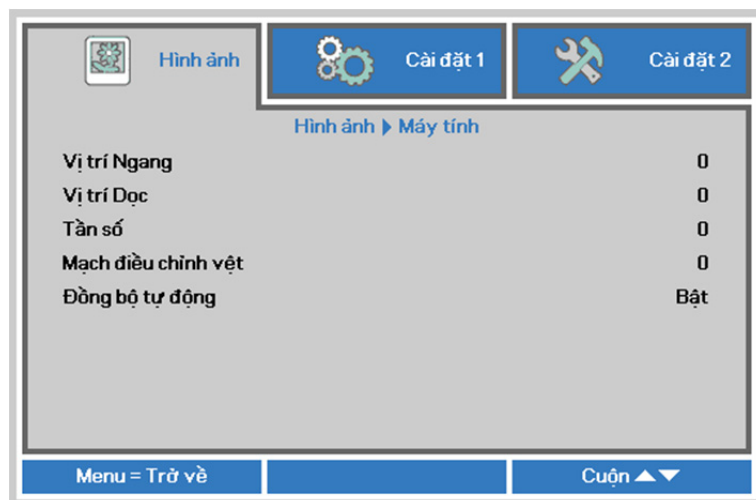 Hình ảnh Cài đặt 1 Cài đặt 2
Hình ảnh Máy tính
Vị trí Ngang 0
Vị trí Dọc 0
Tần số 0
Mạch điều chỉnh vệt 0
Đồng bộ tự động Bật
Menu = Trở về Cuộn ▲▼